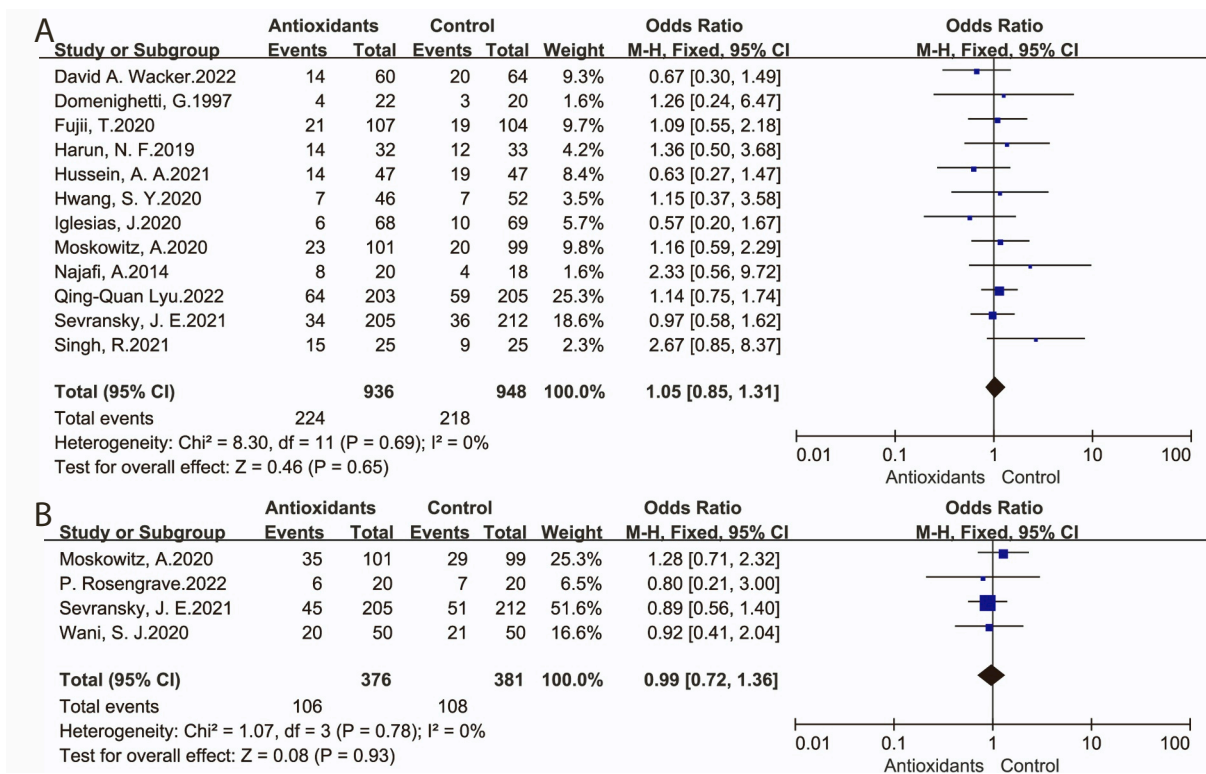 A
Antioxidants Control Odds Ratio Odds Ratio
Study or Subgroup Events Total Events Total Weight M-H, Fixed, 95% CI M-H, Fixed, 95% CI
David A. Wacker.2022 14 60 20 64 9.3% 0.67 [0.30, 1.49]
Domenighetti, G.1997 4 22 3 20 1.6% 1.26 [0.24, 6.47]
Fujii, T.2020 21 107 19 104 9.7% 1.09 [0.55, 2.18]
Harun, N. F.2019 14 32 12 33 4.2% 1.36 [0.50, 3.68]
Hussein, A. A.2021 14 47 19 47 8.4% 0.63 [0.27, 1.47]
Hwang, S. Y.2020 7 46 7 52 3.5% 1.15 [0.37, 3.58]
Iglesias, J.2020 6 68 10 69 5.7% 0.57 [0.20, 1.67]
Moskowitz, A.2020 23 101 20 99 9.8% 1.16 [0.59, 2.29]
Najafi, A.2014 8 20 4 18 1.6% 2.33 [0.56, 9.72]
Qing-Quan Lyu.2022 64 203 59 205 25.3% 1.14 [0.75, 1.74]
Sevransky, J. E.2021 34 205 36 212 18.6% 0.97 [0.58, 1.62]
Singh, R.2021 15 25 9 25 2.3% 2.67 [0.85, 8.37]
Total (95% CI) 936 948 100.0% 1.05 [0.85, 1.31]
Total events 224 218
Heterogeneity: Chi² = 8.30, df = 11 (P = 0.69); I² = 0%
Test for overall effect: Z = 0.46 (P = 0.65)
0.01 0.1 1 10 100
Antioxidants Control
B
Antioxidants Control Odds Ratio Odds Ratio
Study or Subgroup Events Total Events Total Weight M-H, Fixed, 95% CI M-H, Fixed, 95% CI
Moskowitz, A.2020 35 101 29 99 25.3% 1.28 [0.71, 2.32]
P. Rosengrave.2022 6 20 7 20 6.5% 0.80 [0.21, 3.00]
Sevransky, J. E.2021 45 205 51 212 51.6% 0.89 [0.56, 1.40]
Wani, S. J.2020 20 50 21 50 16.6% 0.92 [0.41, 2.04]
Total (95% CI) 376 381 100.0% 0.99 [0.72, 1.36]
Total events 106 108
Heterogeneity: Chi² = 1.07, df = 3 (P = 0.78); I² = 0%
Test for overall effect: Z = 0.08 (P = 0.93)
0.01 0.1 1 10 100
Antioxidants Control